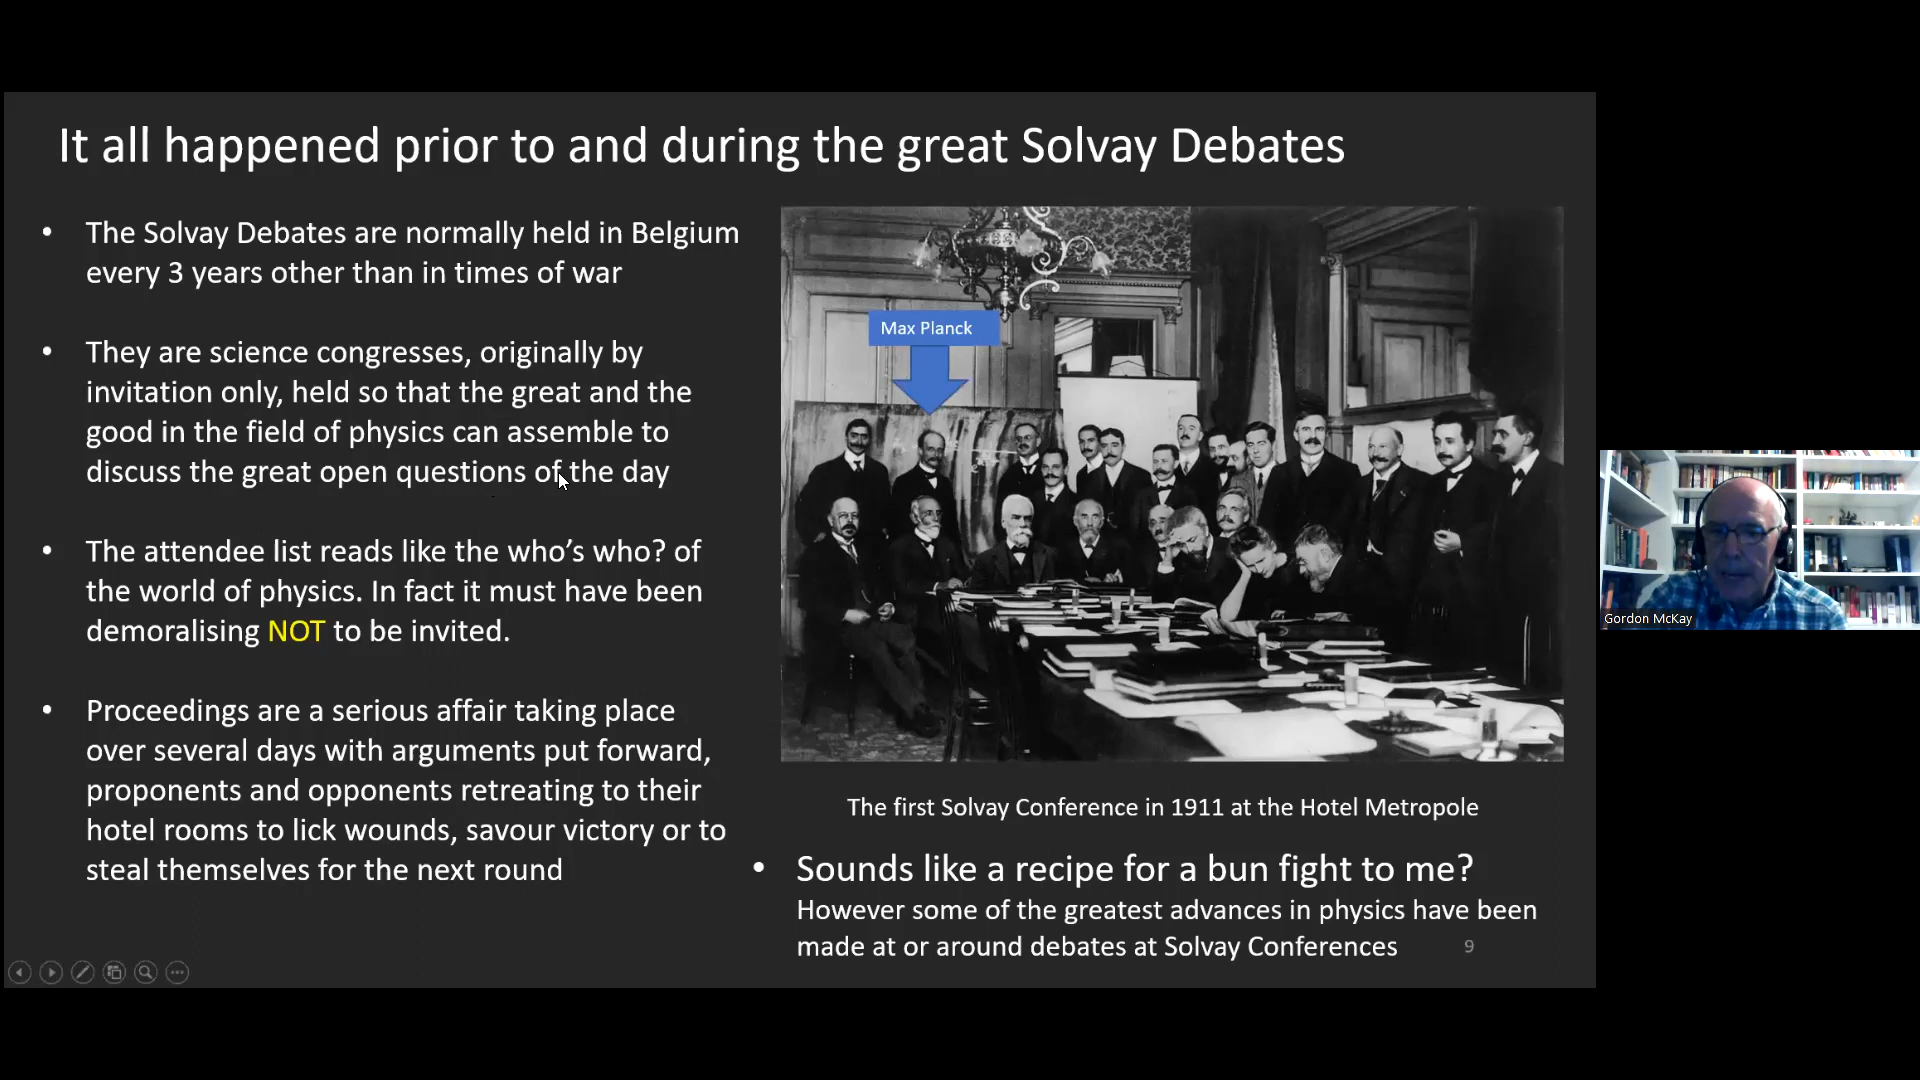 It all happened prior to and during the great Solvay Debates
• The Solvay Debates are normally held in Belgium
every 3 years other than in times of war
• They are science congresses, originally by
invitation only, held so that the great and the
good in the field of physics can assemble to
discuss the great open questions of the day
• The attendee list reads like the who’s who? of
the world of physics. In fact it must have been
demoralising NOT to be invited.
• Proceedings are a serious affair taking place
over several days with arguments put forward,
proponents and opponents retreating to their
hotel rooms to lick wounds, savour victory or to
steal themselves for the next round
Max Planck
The first Solvay Conference in 1911 at the Hotel Metropole
• Sounds like a recipe for a bun fight to me?
However some of the greatest advances in physics have been
made at or around debates at Solvay Conferences
9
Gordon McKay